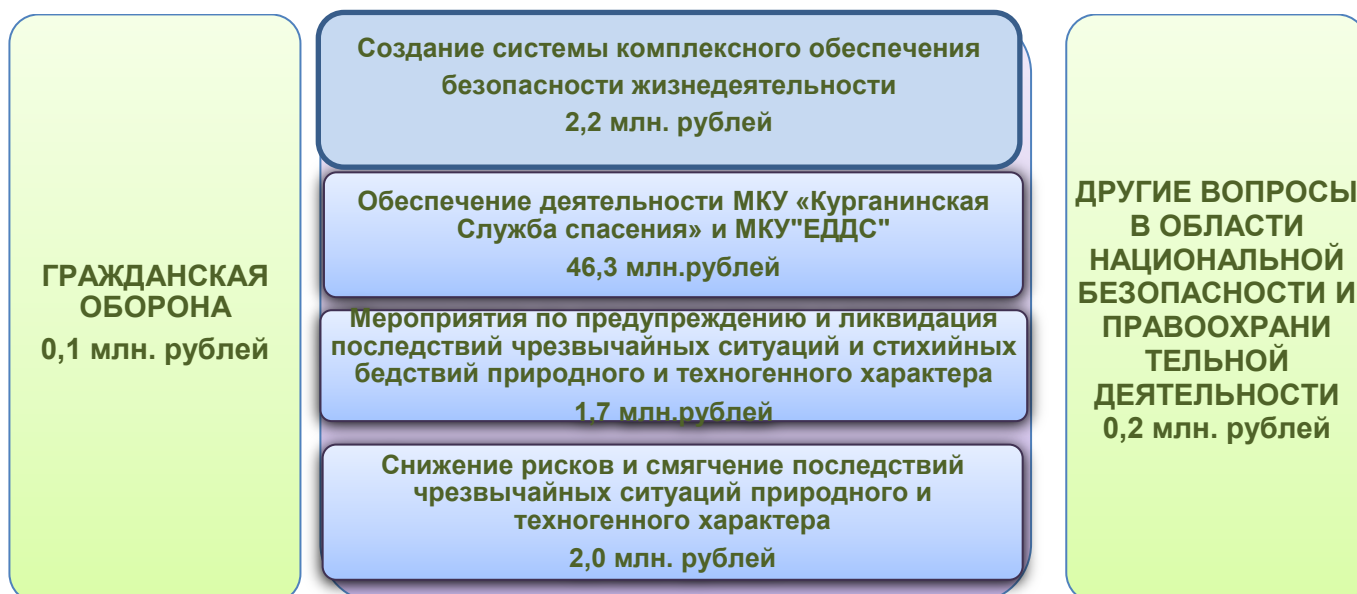 ГРАЖДАНСКАЯ
ОБОРОНА
0,1 млн. рублей
Создание системы комплексного обеспечения
безопасности жизнедеятельности
2,2 млн. рублей
Обеспечение деятельности МКУ «Курганинская
Служба спасения» и МКУ"ЕДДС"
46,3 млн.рублей
Мероприятия по предупреждению и ликвидация
последствий чрезвычайных ситуаций и стихийных
бедствий природного и техногенного характера
1,7 млн.рублей
Снижение рисков и смягчение последствий
чрезвычайных ситуаций природного и
техногенного характера
2,0 млн. рублей
ДРУГИЕ ВОПРОСЫ
В ОБЛАСТИ
НАЦИОНАЛЬНОЙ
БЕЗОПАСНОСТИ И
ПРАВООХРАНИ
ТЕЛЬНОЙ
ДЕЯТЕЛЬНОСТИ
0,2 млн. рублей